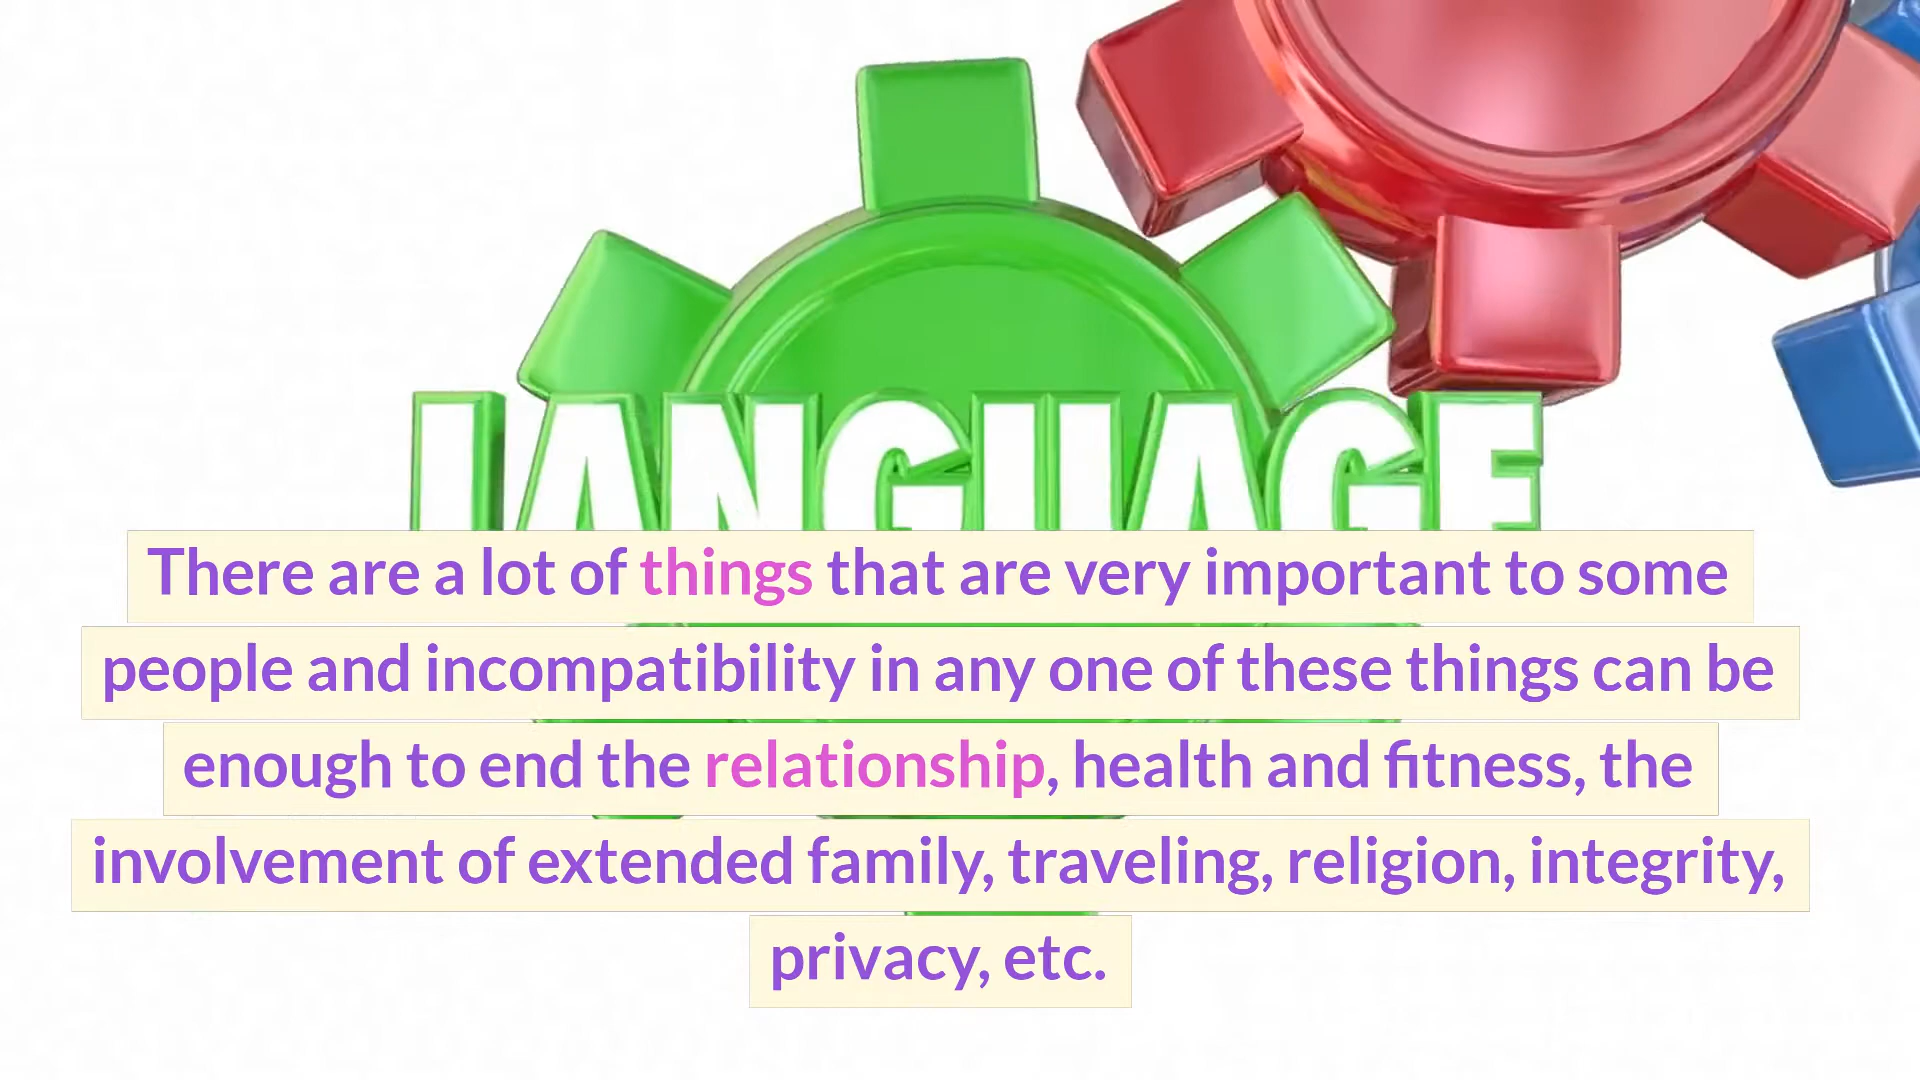 LANGUAGE
There are a lot of things that are very important to some
people and incompatibility in any one of these things can be
enough to end the relationship, health and fitness, the
involvement of extended family, traveling, religion, integrity,
privacy, etc.